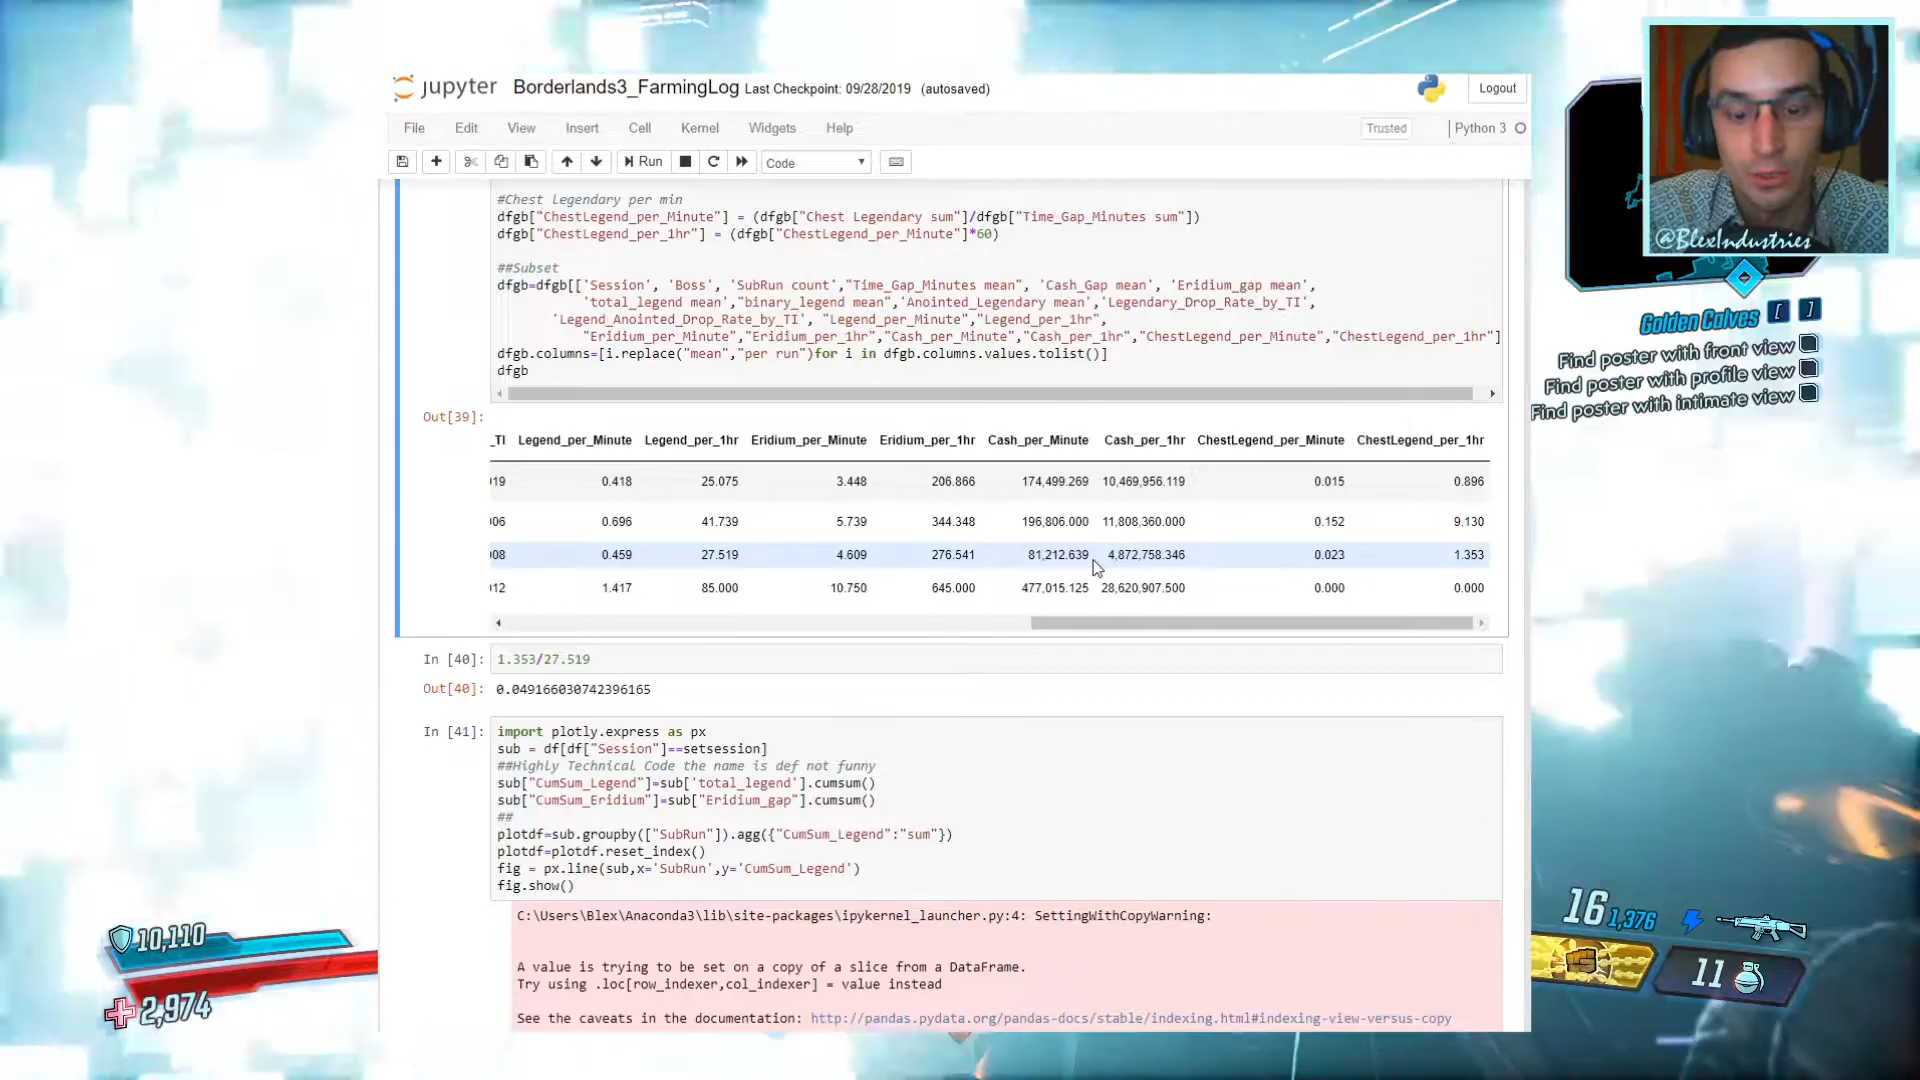 jupyter Borderlands3_FarmingLog Last Checkpoint: 09/28/2019 (autosaved)
Logout
File Edit View Insert Cell Kernel Widgets Help
Trusted
Python 3
Run
Code
#Chest Legendary per min
dfgb["ChestLegend_per_Minute"] = (dfgb["Chest Legendary sum"]/dfgb["Time_Gap_Minutes sum"])
dfgb["ChestLegend_per_1hr"] = (dfgb["ChestLegend_per_Minute"]*60)
##Subset
dfgb=dfgb[['Session', 'Boss', 'SubRun count',"Time_Gap_Minutes mean", 'Cash_Gap mean', 'Eridium_gap mean',
'total_legend mean',"binary_legend mean",'Anointed_Legendary mean','Legendary_Drop_Rate_by_TI',
'Legend_Anointed_Drop_Rate_by_TI', "Legend_per_Minute","Legend_per_1hr",
"Eridium_per_Minute","Eridium_per_1hr","Cash_per_Minute","Cash_per_1hr","ChestLegend_per_Minute","ChestLegend_per_1hr"]
dfgb.columns=[i.replace("mean","per run")for i in dfgb.columns.values.tolist()]
dfgb
Out[39]:
_TI Legend_per_Minute Legend_per_1hr Eridium_per_Minute Eridium_per_1hr Cash_per_Minute Cash_per_1hr ChestLegend_per_Minute ChestLegend_per_1hr
19 0.418 25.075 3.448 206.866 174,499.269 10,469,956.119 0.015 0.896
06 0.696 41.739 5.739 344.348 196,806.000 11,808,360.000 0.152 9.130
08 0.459 27.519 4.609 276.541 81,212.639 4,872,758.346 0.023 1.353
12 1.417 85.000 10.750 645.000 477,015.125 28,620,907.500 0.000 0.000
In [40]: 1.353/27.519
Out[40]: 0.049166030742396165
In [41]: import plotly.express as px
sub = df[df["Session"]==setsession]
##Highly Technical Code the name is def not funny
sub["CumSum_Legend"]=sub['total_legend'].cumsum()
sub["CumSum_Eridium"]=sub["Eridium_gap"].cumsum()
##
plotdf=sub.groupby(["SubRun"]).agg({"CumSum_Legend":"sum"})
plotdf=plotdf.reset_index()
fig = px.line(sub,x='SubRun',y='CumSum_Legend')
fig.show()
C:\Users\Blex\Anaconda3\lib\site-packages\ipykernel_launcher.py:4: SettingWithCopyWarning:
A value is trying to be set on a copy of a slice from a DataFrame.
Try using .loc[row_indexer,col_indexer] = value instead
See the caveats in the documentation: http://pandas.pydata.org/pandas-docs/stable/indexing.html#indexing-view-versus-copy
@BlexIndustries
Golden Calves [ ]
Find poster with front view
Find poster with profile view
Find poster with intimate view
10,110
2,974
16 1,376
11